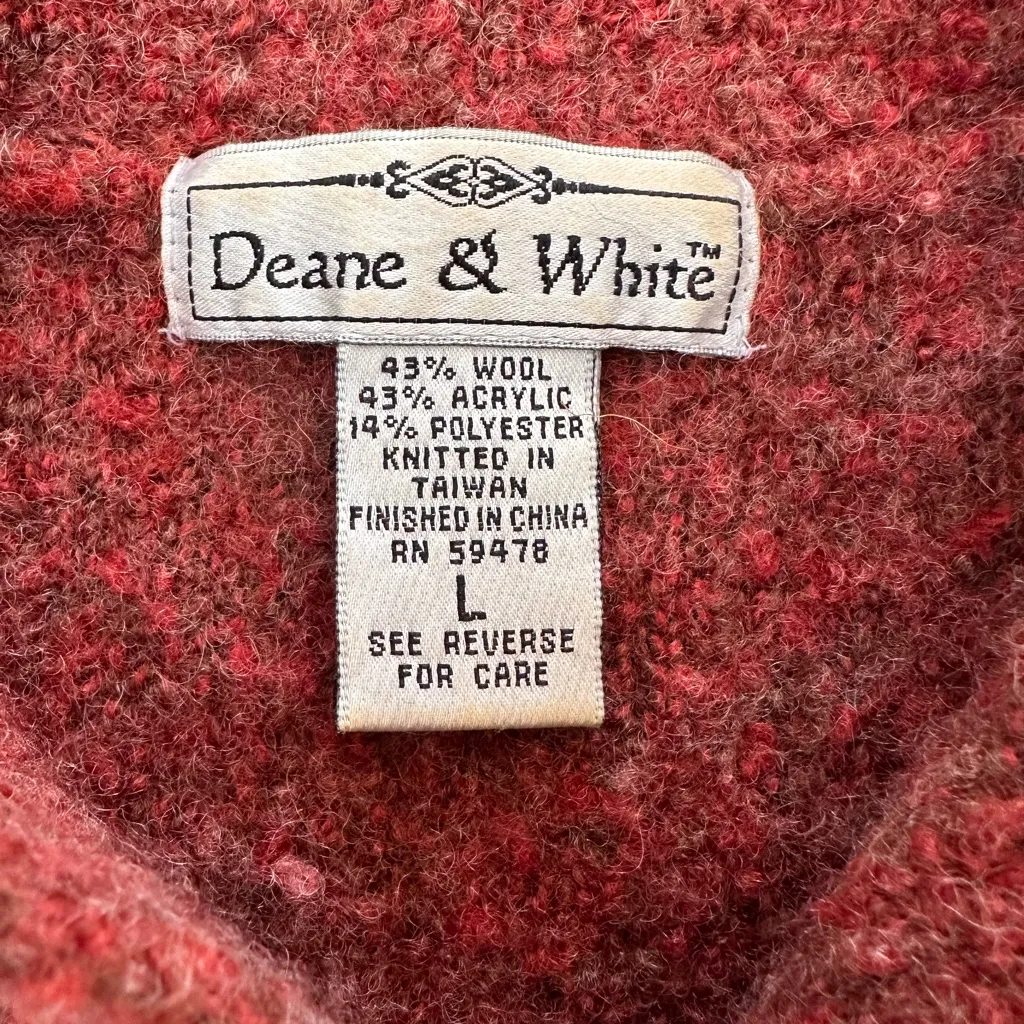 Deane & White™
43% WOOL
43% ACRYLIC
14% POLYESTER
KNITTED IN
TAIWAN
FINISHED IN CHINA
RN 59478
L
SEE REVERSE
FOR CARE